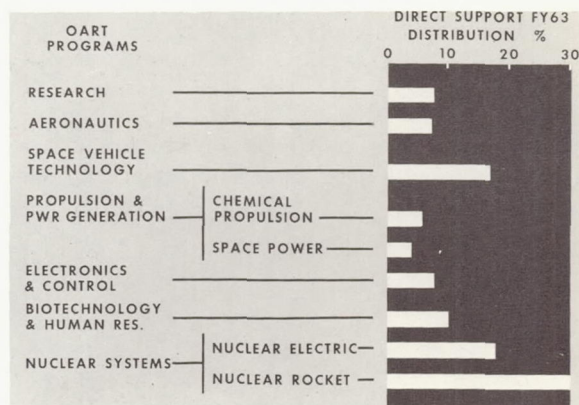 OART
PROGRAMS
DIRECT SUPPORT FY63
DISTRIBUTION %
0 10 20 30
RESEARCH
AERONAUTICS
SPACE VEHICLE
TECHNOLOGY
PROPULSION &
PWR GENERATION
CHEMICAL
PROPULSION
SPACE POWER
ELECTRONICS
& CONTROL
BIOTECHNOLOGY
& HUMAN RES.
NUCLEAR SYSTEMS
NUCLEAR ELECTRIC
NUCLEAR ROCKET